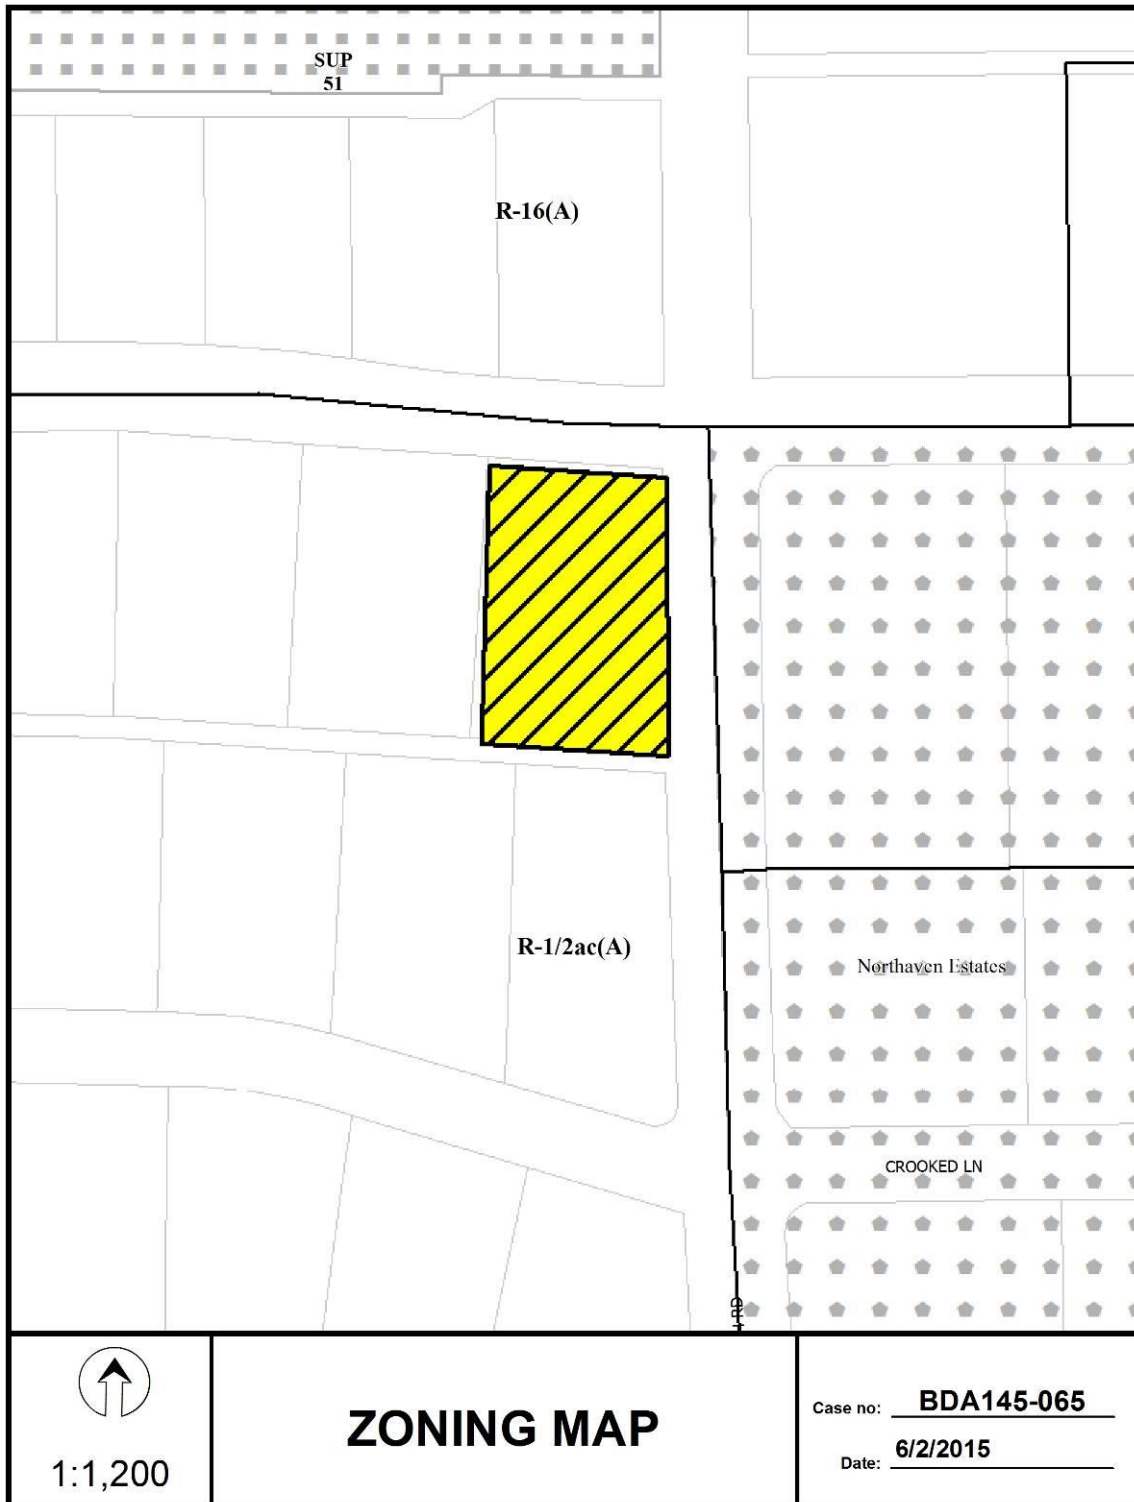 SUP
51
R-16(A)
R-1/2ac(A)
Northaven Estates
CROOKED LN
RD
1:1,200
ZONING MAP
Case no: BDA145-065
Date: 6/2/2015